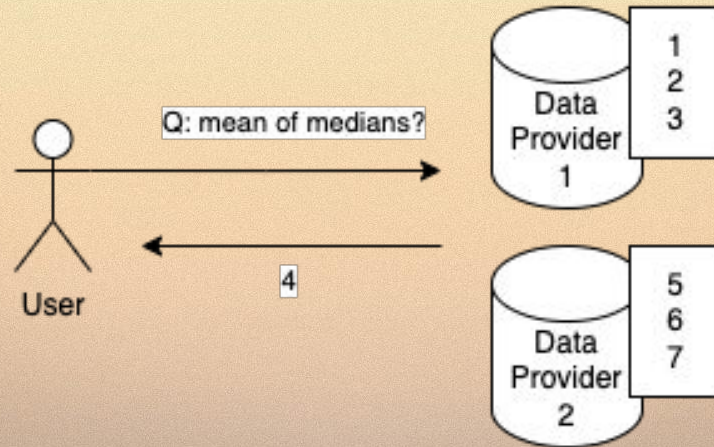 Q: mean of medians?
4
User
Data
Provider
1
1
2
3
Data
Provider
2
5
6
7